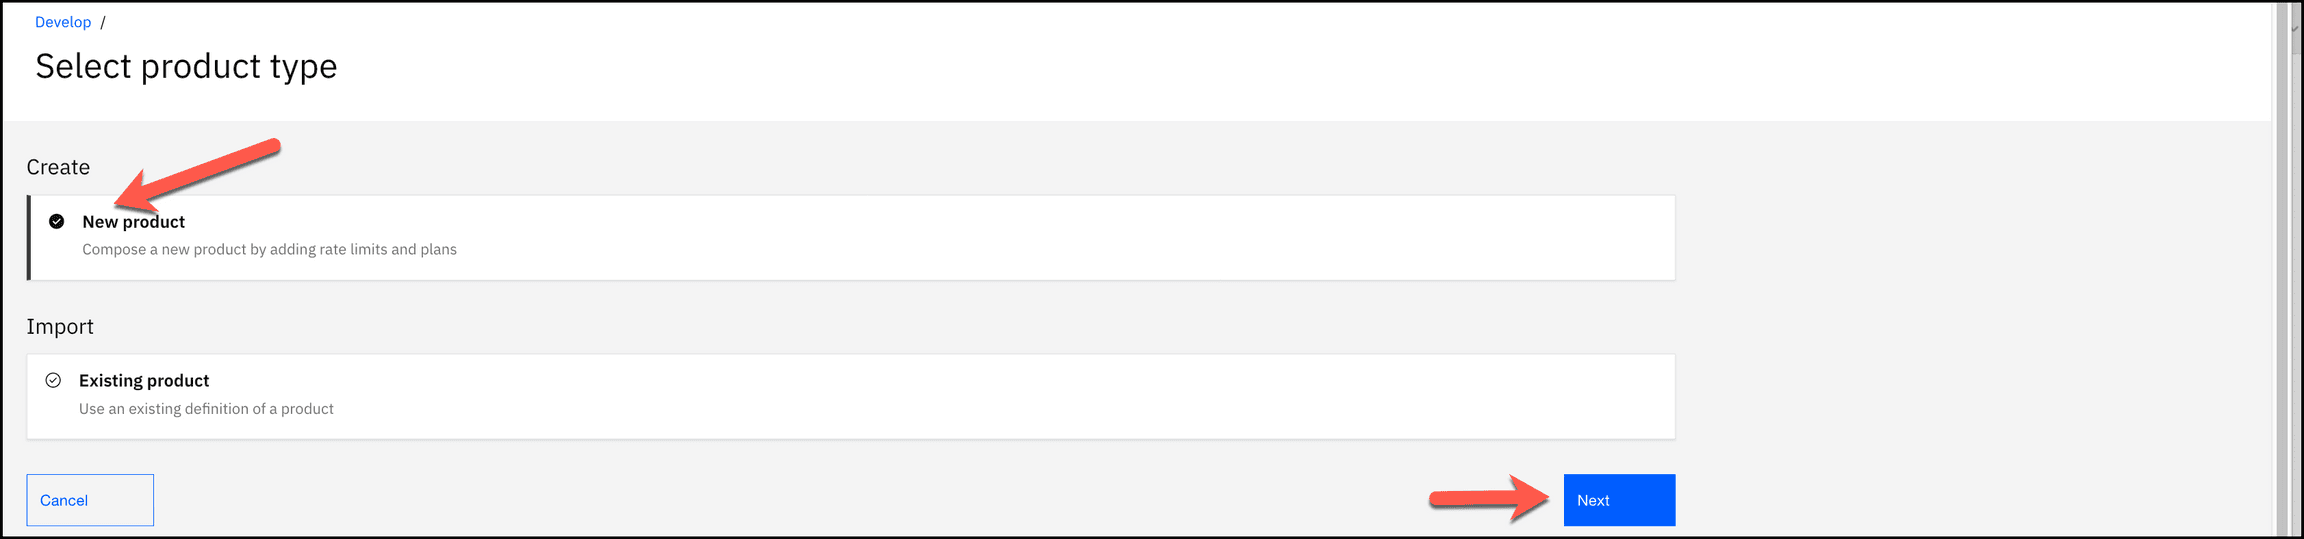 Develop /
Select product type
Create
New product
Compose a new product by adding rate limits and plans
Import
Existing product
Use an existing definition of a product
Cancel
Next